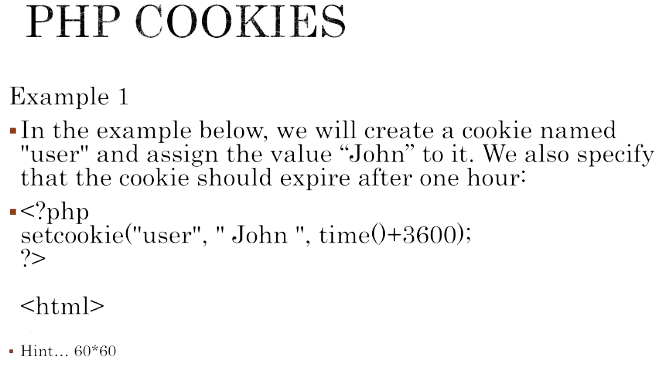 PHP COOKIES
Example 1
▪In the example below, we will create a cookie named
"user" and assign the value “John” to it. We also specify
that the cookie should expire after one hour:
▪<?php
setcookie("user", " John ", time()+3600);
?>
<html>
▪ Hint... 60*60